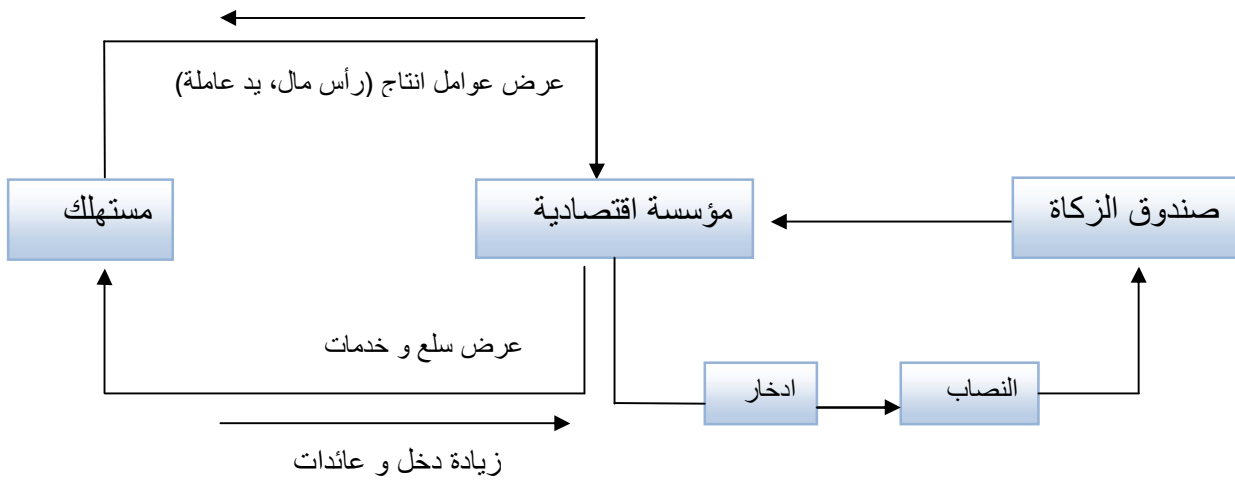 عرض عوامل انتاج (رأس مال، يد عاملة)
صندوق الزكاة
مؤسسة اقتصادية
مستهلك
عرض سلع و خدمات
النصاب
ادخار
زيادة دخل و عائدات